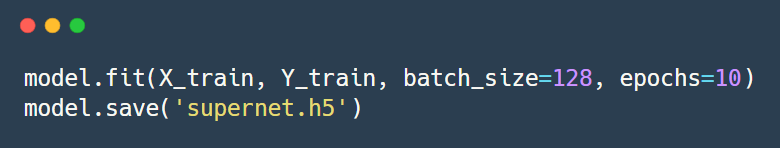 model.fit(X_train, Y_train, batch_size=128, epochs=10)
model.save('supernet.h5')